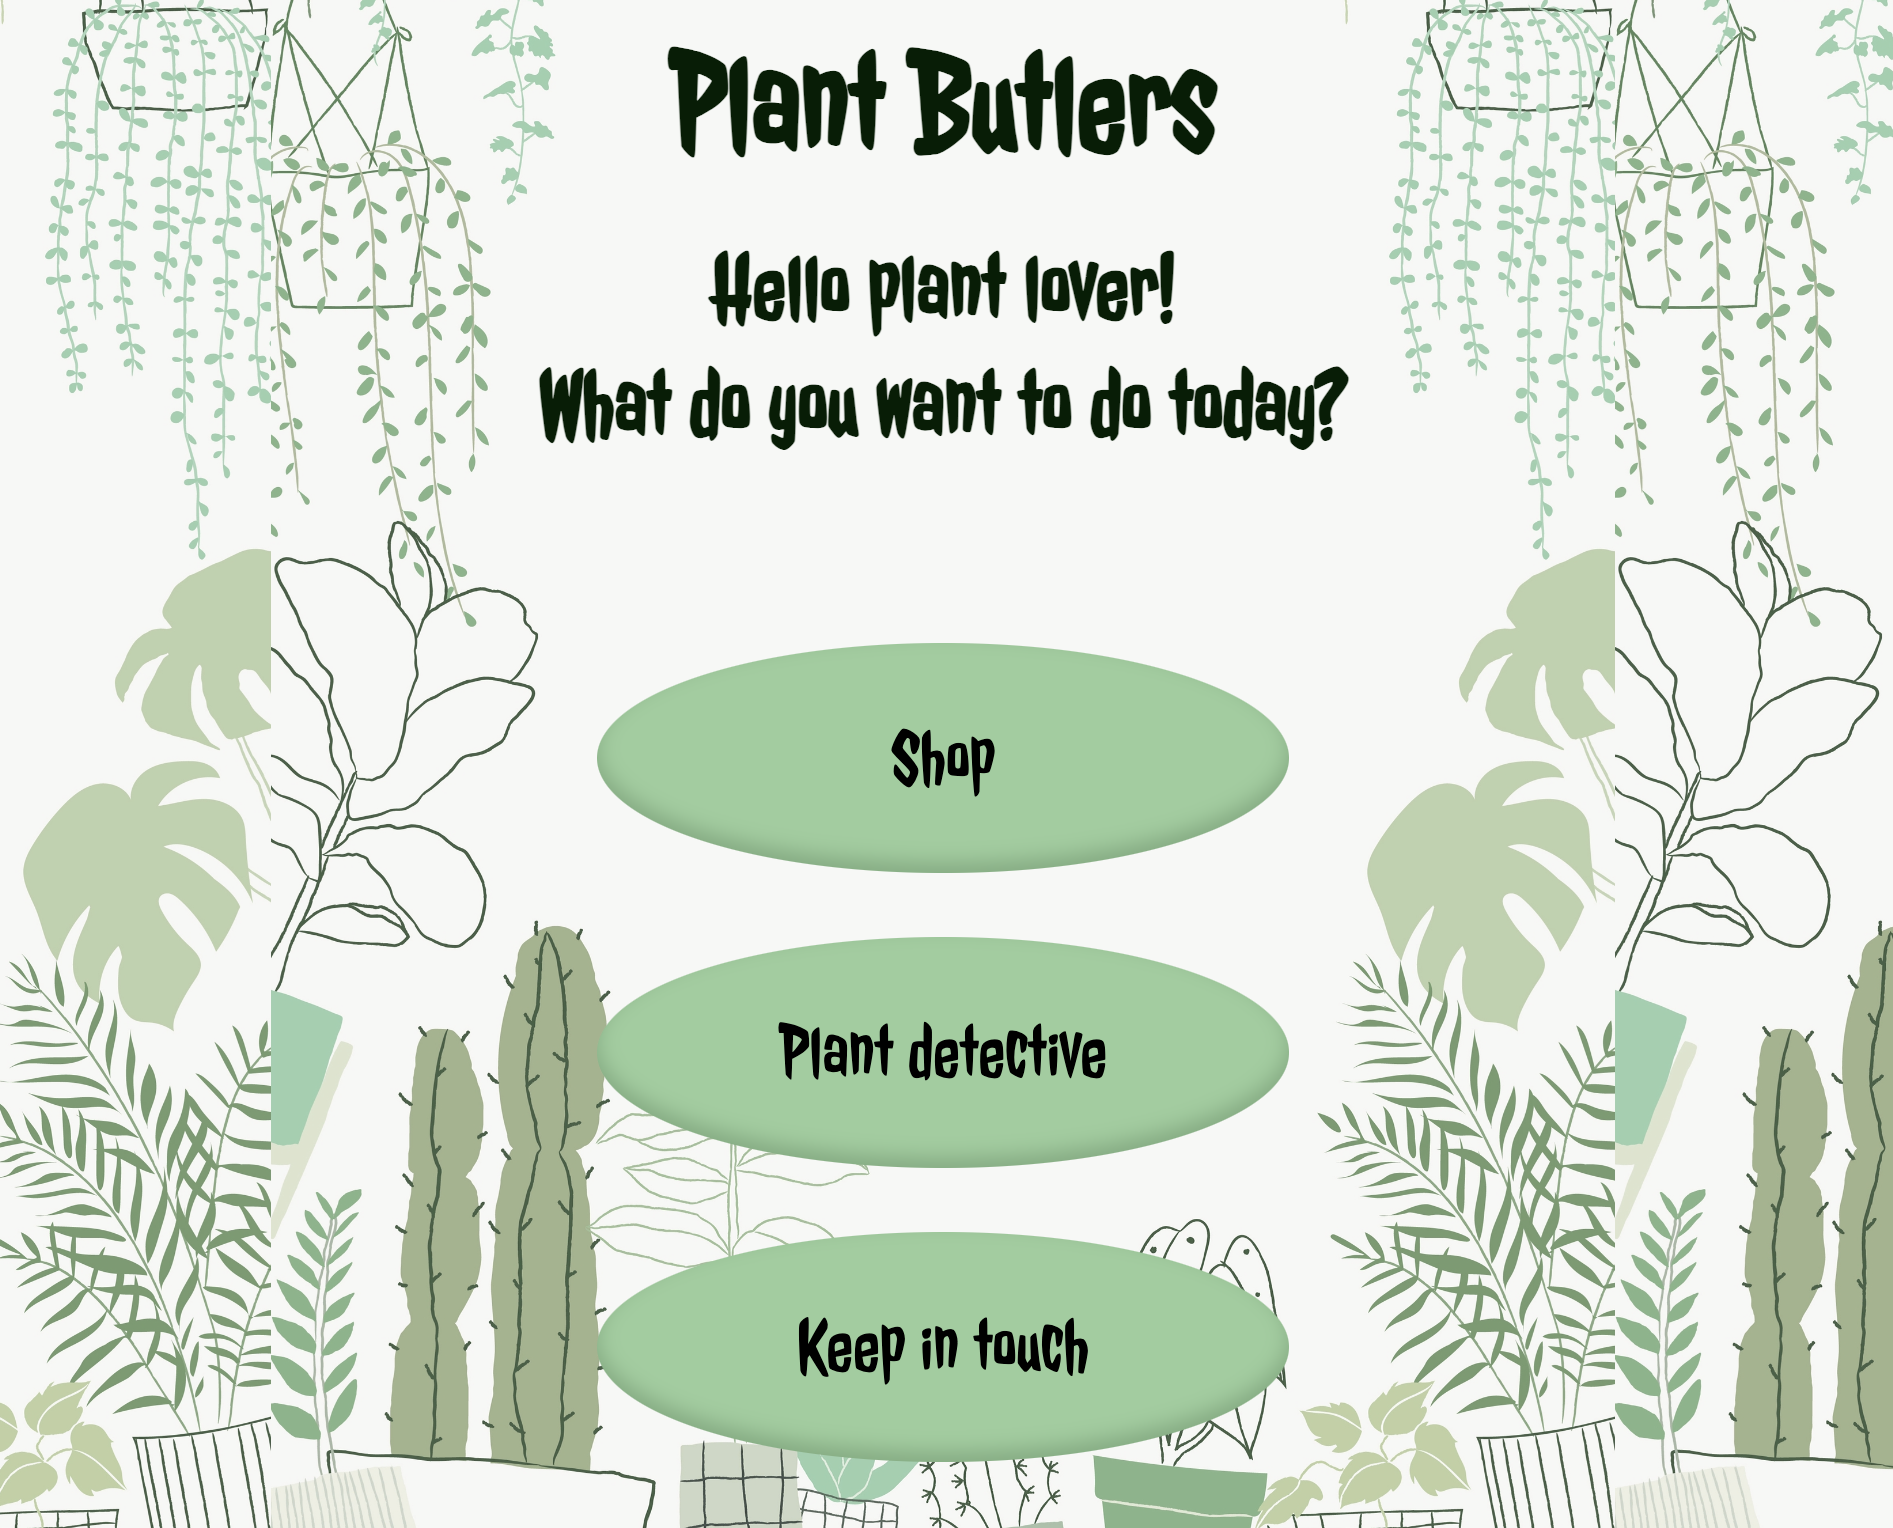 Plant Butlers
Hello plant lover!
What do you want to do today?
Shop
Plant detective
Keep in touch